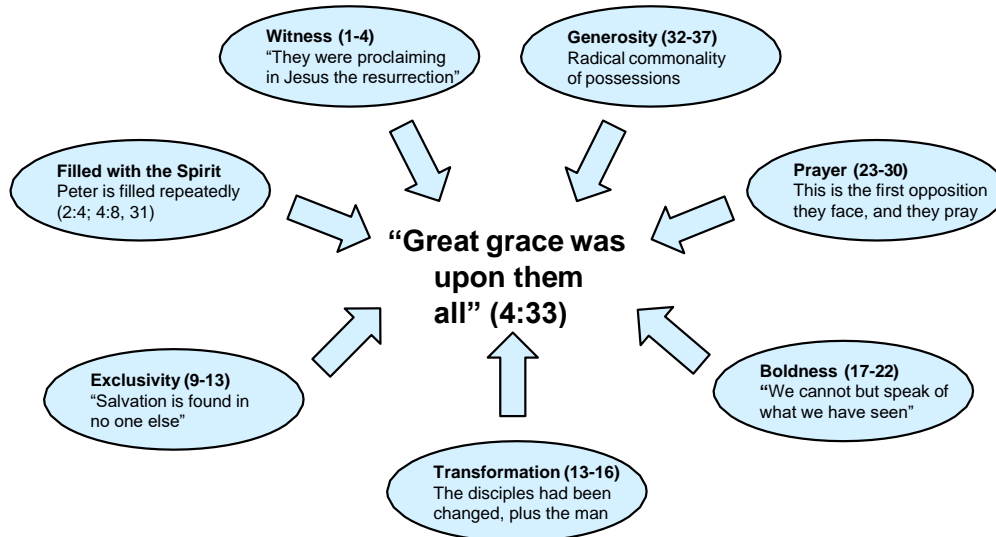 Witness (1-4)
“They were proclaiming
in Jesus the resurrection”
Generosity (32-37)
Radical commonality
of possessions
Filled with the Spirit
Peter is filled repeatedly
(2:4; 4:8, 31)
Prayer (23-30)
This is the first opposition
they face, and they pray
“Great grace was
upon them
all” (4:33)
Exclusivity (9-13)
“Salvation is found in
no one else”
Boldness (17-22)
“We cannot but speak of
what we have seen”
Transformation (13-16)
The disciples had been
changed, plus the man